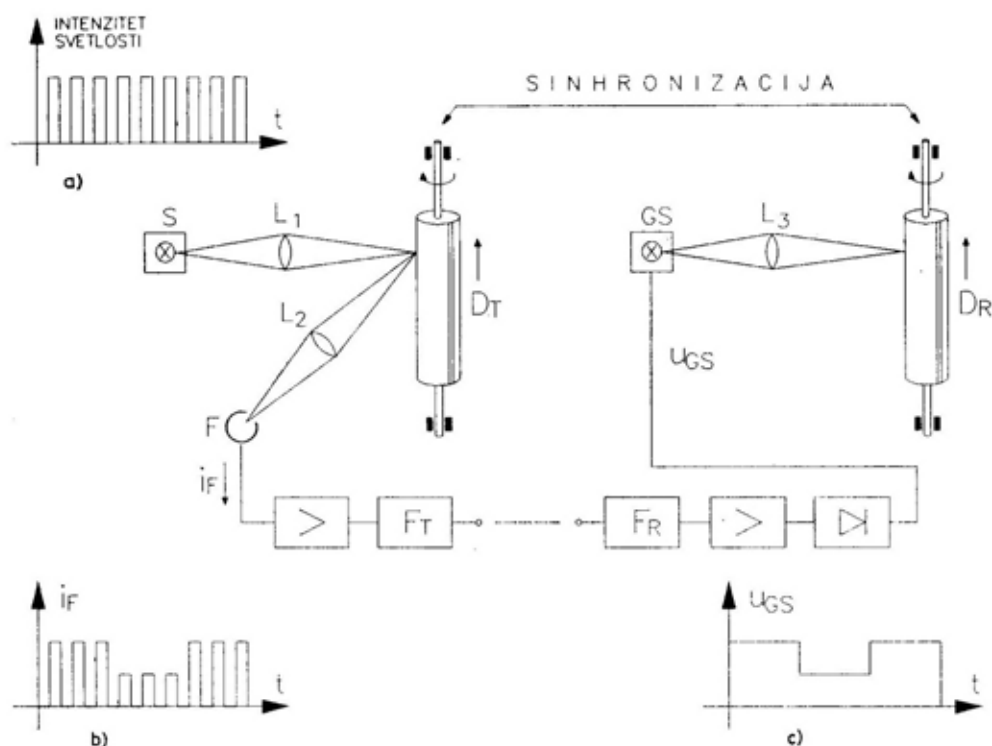 INTENZITET
SVETLOSTI
t
a)
SINHRONIZACIJA
S
L1
L2
DT
F
iF
FT
GS
L3
DR
uGS
FR
iF
t
b)
uGS
t
c)